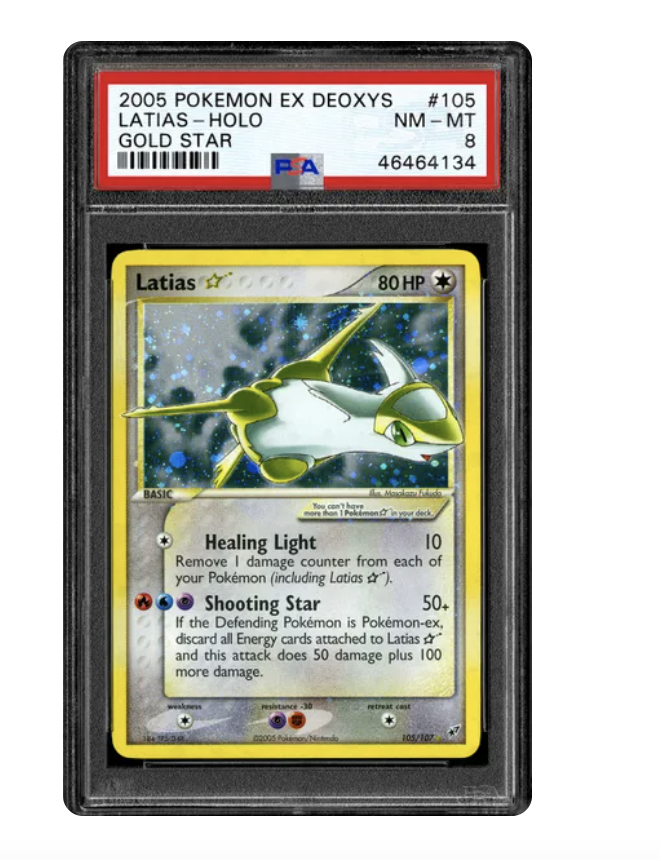 2005 POKEMON EX DEOXYS #105
LATIAS – HOLO NM – MT
GOLD STAR 8
PSA 46464134
Latias ☆ 80 HP
BASIC Illus. Masakazu Fukuda
You can't have
more than 1 Pokémon ☆ in your deck.
Healing Light 10
Remove 1 damage counter from each of
your Pokémon (including Latias ☆).
Shooting Star 50+
If the Defending Pokémon is Pokémon-ex,
discard all Energy cards attached to Latias ☆
and this attack does 50 damage plus 100
more damage.
weakness resistance -30 retreat cost
©2005 Pokémon/Nintendo 105/107